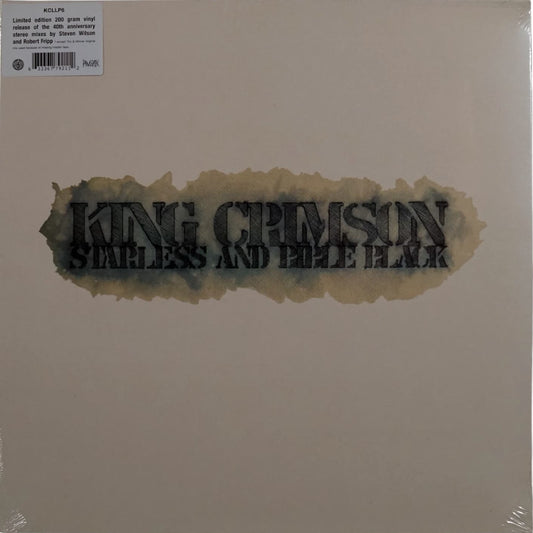 KCLLP6
Limited edition 200 gram vinyl
release of the 40th anniversary
stereo mixes by Steven Wilson
and Robert Fripp
KING CRIMSON
STARLESS AND BIBLE BLACK